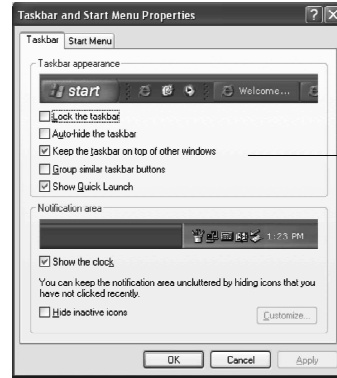 Taskbar and Start Menu Properties
Taskbar Start Menu
Taskbar appearance
start Welcome...
Lock the taskbar
Auto-hide the taskbar
Keep the taskbar on top of other windows
Group similar taskbar buttons
Show Quick Launch
Notification area
1:23 PM
Show the clock
You can keep the notification area uncluttered by hiding icons that you
have not clicked recently.
Hide inactive icons Customize...
OK Cancel Apply